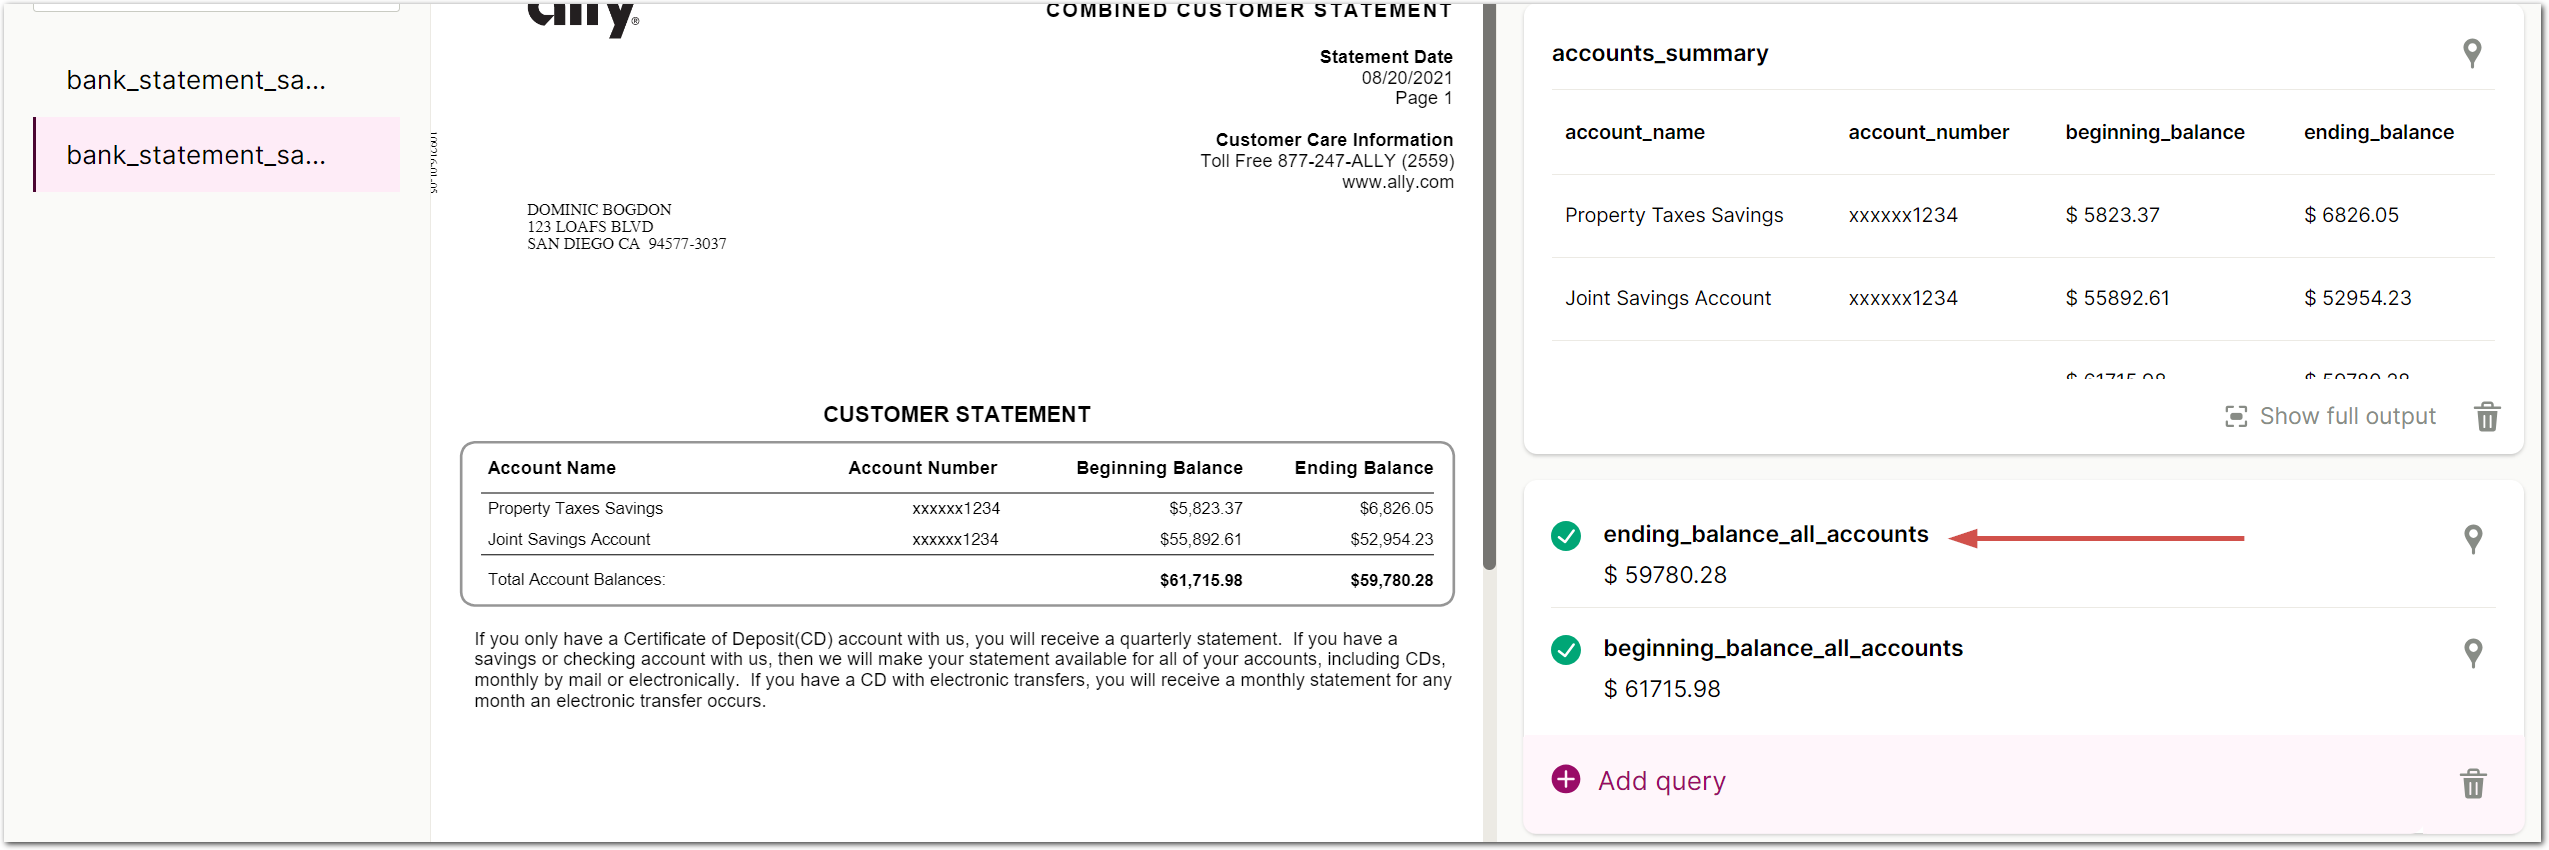 bank_statement_sa...
bank_statement_sa...
ally®
COMBINED CUSTOMER STATEMENT
Statement Date
08/20/2021
Page 1
Customer Care Information
Toll Free 877-247-ALLY (2559)
www.ally.com
DOMINIC BOGDON
123 LOAFS BLVD
SAN DIEGO CA 94577-3037
CUSTOMER STATEMENT
Account Name Account Number Beginning Balance Ending Balance
Property Taxes Savings xxxxxx1234 $5,823.37 $6,826.05
Joint Savings Account xxxxxx1234 $55,892.61 $52,954.23
Total Account Balances: $61,715.98 $59,780.28
If you only have a Certificate of Deposit(CD) account with us, you will receive a quarterly statement. If you have a
savings or checking account with us, then we will make your statement available for all of your accounts, including CDs,
monthly by mail or electronically. If you have a CD with electronic transfers, you will receive a monthly statement for any
month an electronic transfer occurs.
accounts_summary
account_name account_number beginning_balance ending_balance
Property Taxes Savings xxxxxx1234 $ 5823.37 $ 6826.05
Joint Savings Account xxxxxx1234 $ 55892.61 $ 52954.23
$ 61715.98 $ 59780.28
Show full output
ending_balance_all_accounts
$ 59780.28
beginning_balance_all_accounts
$ 61715.98
Add query